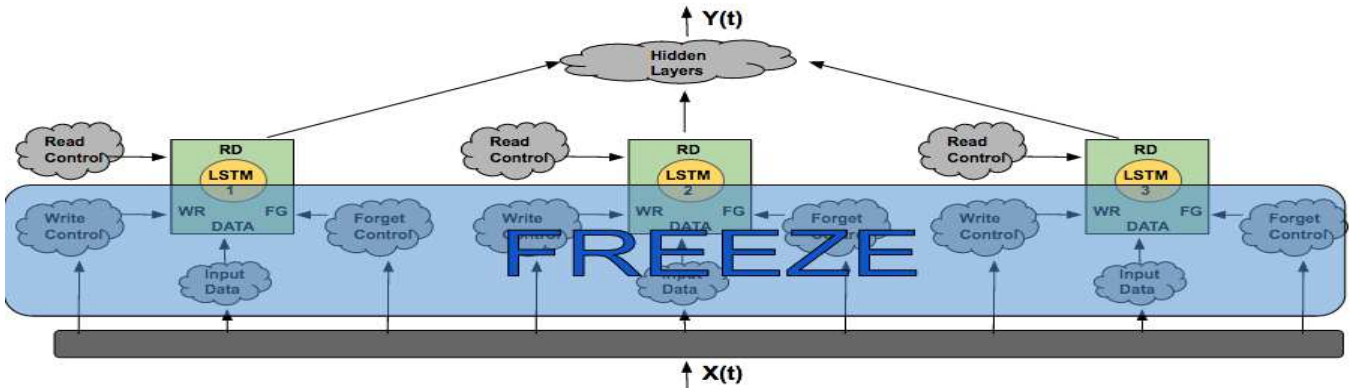 Y(t)
Hidden
Layers
Read
Control
RD
LSTM
1
WR
FG
DATA
Write
Control
Forget
Control
Input
Data
Read
Control
RD
LSTM
2
WR
FG
DATA
Write
Control
Forget
Control
Input
Data
Read
Control
RD
LSTM
3
WR
FG
DATA
Write
Control
Forget
Control
Input
Data
FREEZE
X(t)